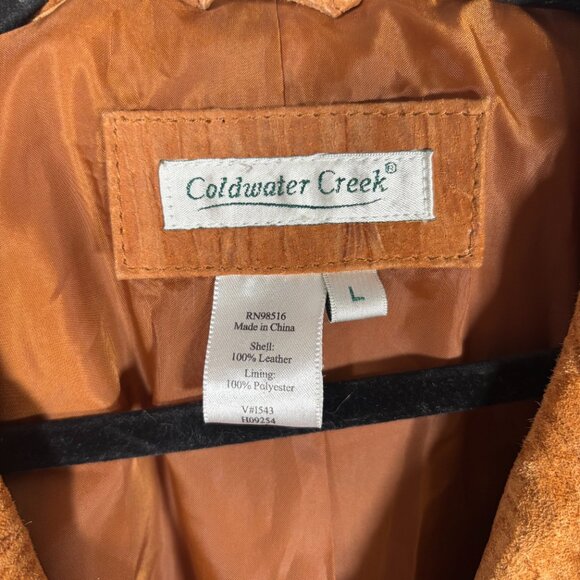 Coldwater Creek®
L
RN98516
Made in China
Shell:
100% Leather
Lining:
100% Polyester
V#1543
H09254